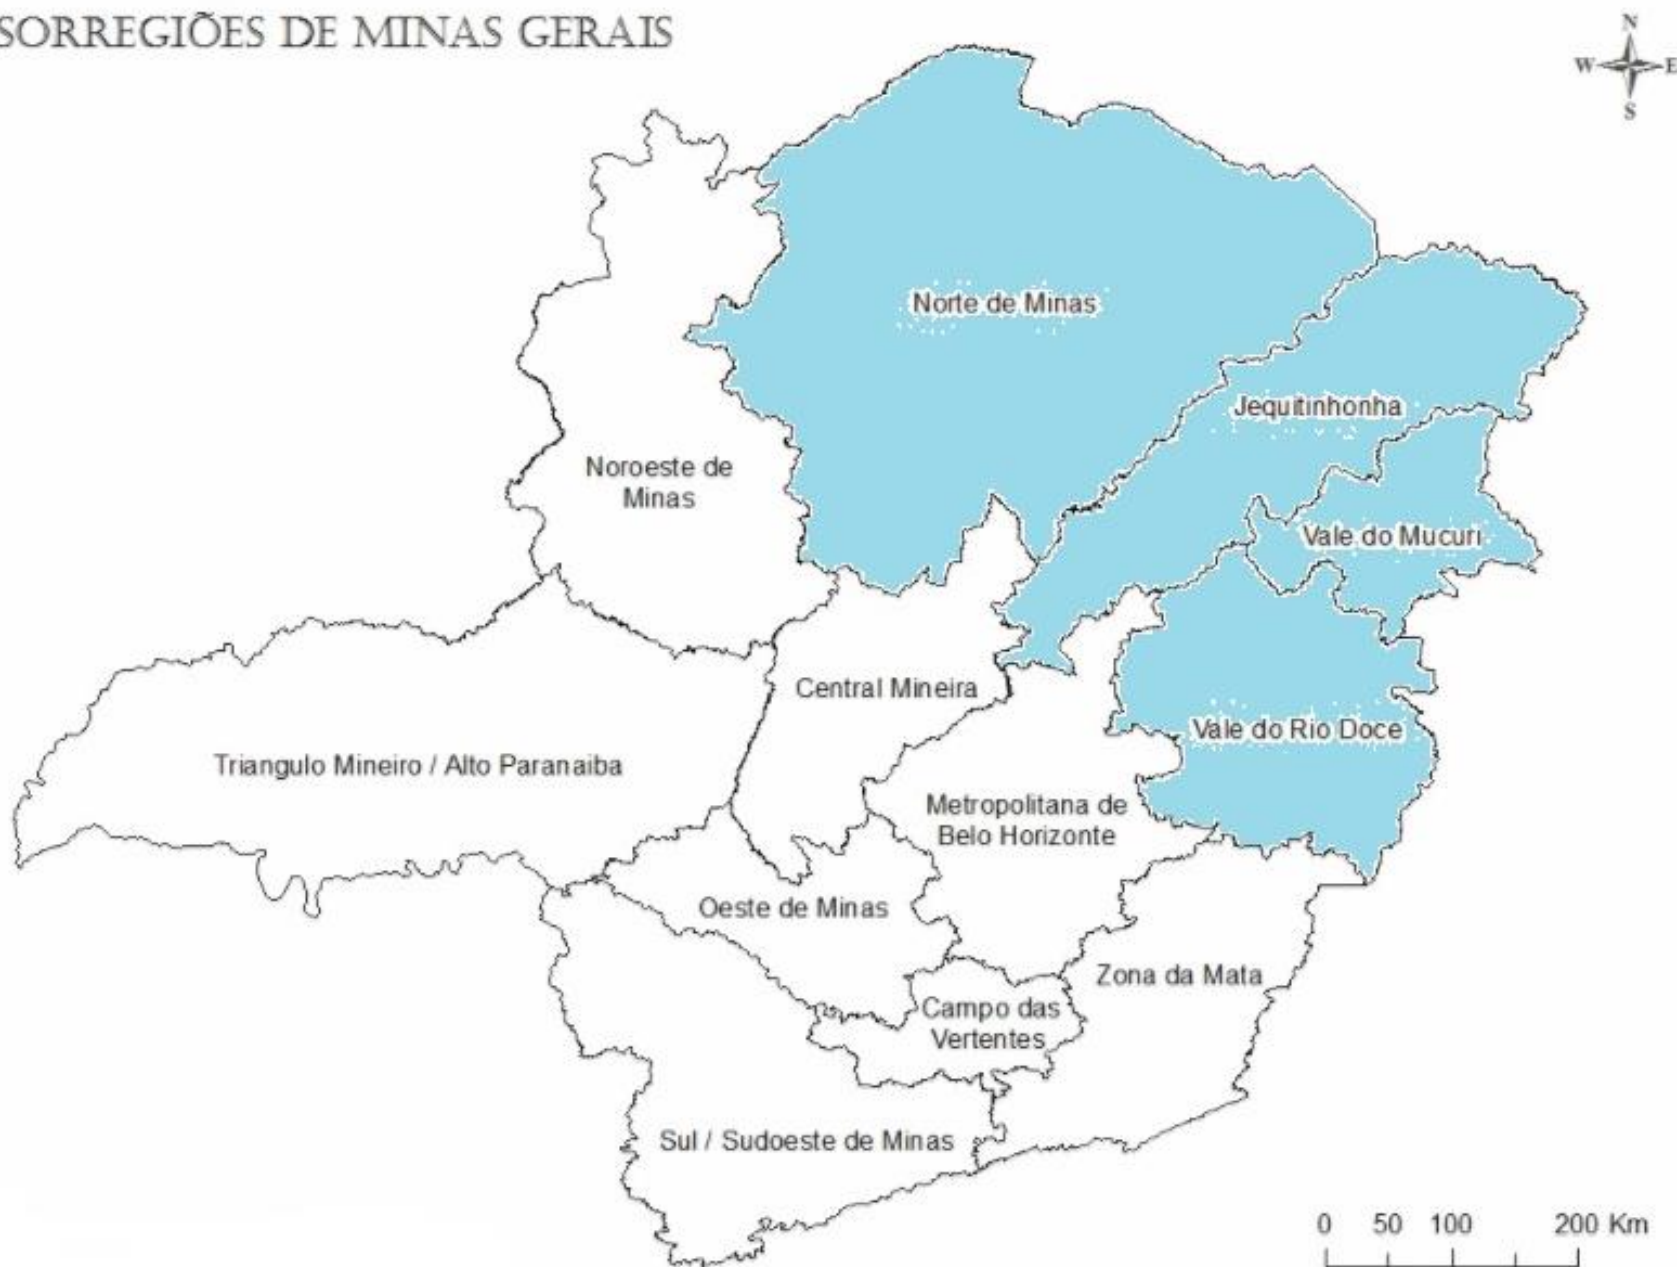 SORREGIÕES DE MINAS GERAIS
N
W E
S
Norte de Minas
Jequitinhonha
Noroeste de
Minas
Vale do Mucuri
Central Mineira
Vale do Rio Doce
Triangulo Mineiro / Alto Paranaiba
Metropolitana de
Belo Horizonte
Oeste de Minas
Zona da Mata
Campo das
Vertentes
Sul / Sudoeste de Minas
0 50 100 200 Km